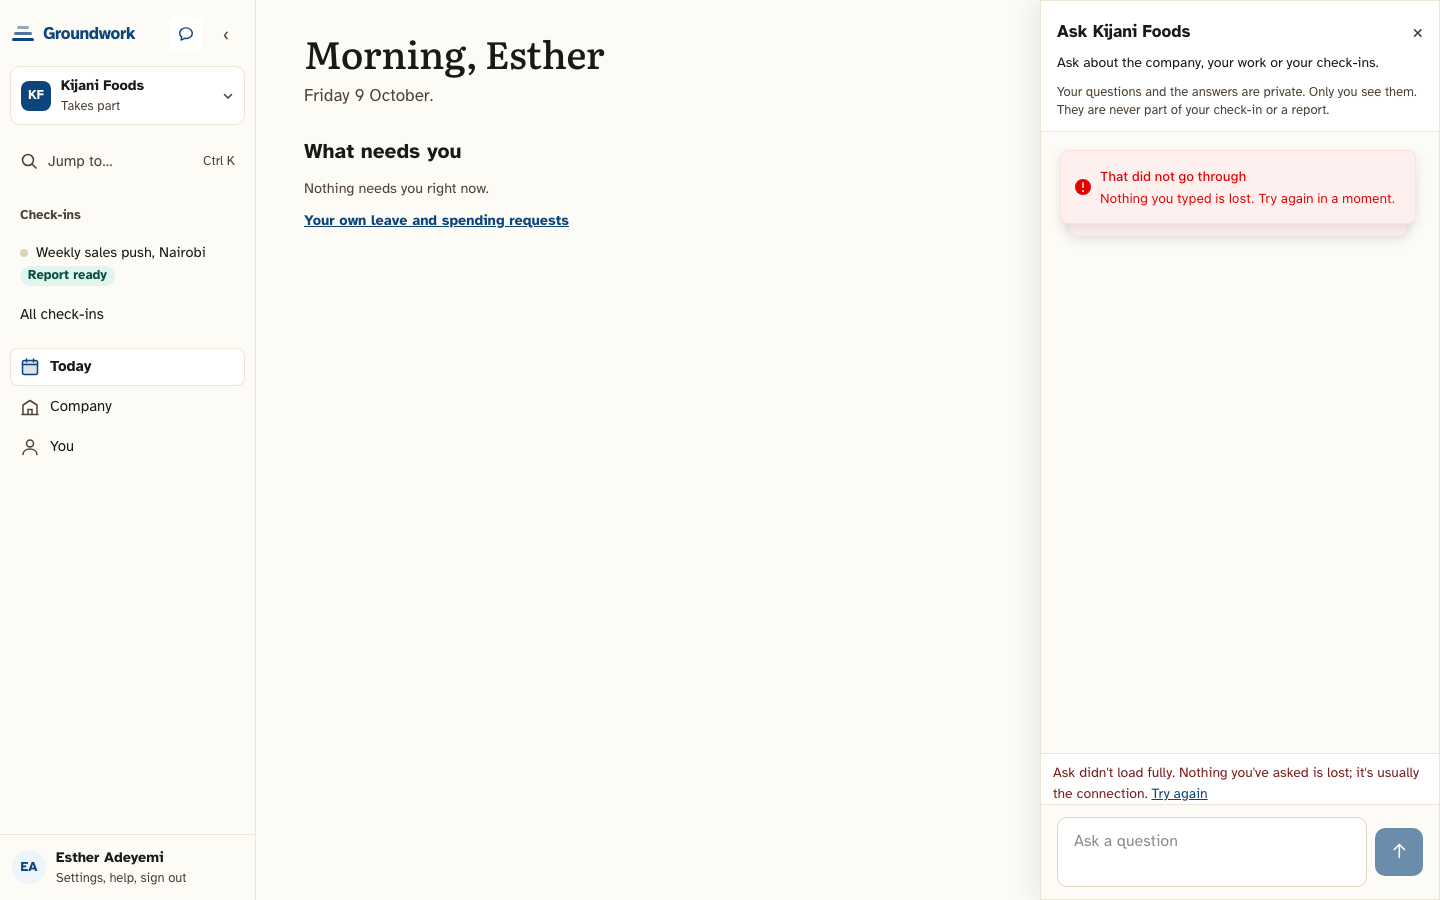 Groundwork
KF
Kijani Foods
Takes part
Jump to...
Ctrl K
Check-ins
Weekly sales push, Nairobi
Report ready
All check-ins
Today
Company
You
EA
Esther Adeyemi
Settings, help, sign out
Morning, Esther
Friday 9 October.
What needs you
Nothing needs you right now.
Your own leave and spending requests
Ask Kijani Foods
Ask about the company, your work or your check-ins.
Your questions and the answers are private. Only you see them.
They are never part of your check-in or a report.
That did not go through
Nothing you typed is lost. Try again in a moment.
Ask didn't load fully. Nothing you've asked is lost; it's usually
the connection. Try again
Ask a question